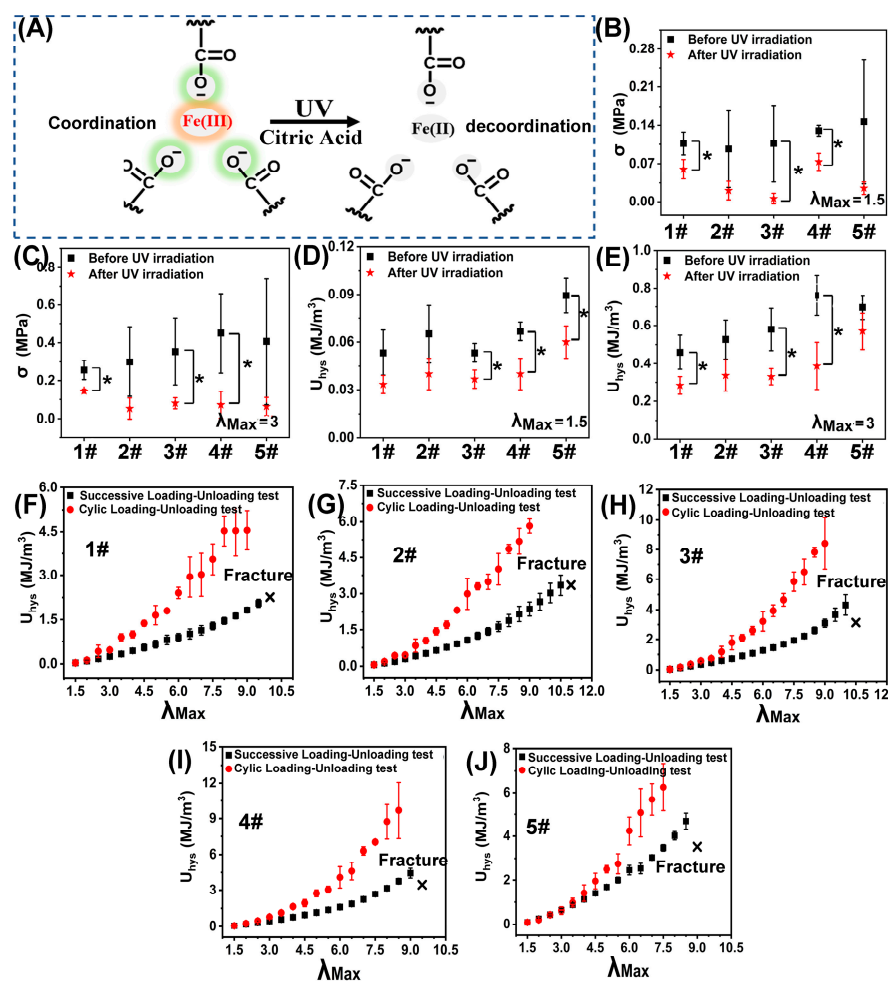 (A)
C=O
O
−
Coordination
Fe(III)
UV
Citric Acid
Fe(II)
decoordination
O
C
O−
O−
C
O
C=O
O
−
O
C
O−
O−
C
O
(B)
Before UV irradiation
After UV irradiation
σ (MPa)
0.28
0.21
0.14
0.07
0.00
*
*
*
λMax=1.5
1# 2# 3# 4# 5#
(C)
Before UV irradiation
After UV irradiation
σ (MPa)
0.8
0.6
0.4
0.2
0.0
*
*
*
λMax=3
1# 2# 3# 4# 5#
(D)
Before UV irradiation
After UV irradiation
Uhys (MJ/m³)
0.12
0.09
0.06
0.03
0.00
*
*
*
λMax=1.5
1# 2# 3# 4# 5#
(E)
Before UV irradiation
After UV irradiation
Uhys (MJ/m³)
1.0
0.8
0.6
0.4
0.2
0.0
*
*
*
λMax=3
1# 2# 3# 4# 5#
(F)
Successive Loading-Unloading test
Cylic Loading-Unloading test
1#
Fracture
×
Uhys (MJ/m³)
6.0
4.5
3.0
1.5
0.0
1.5 3.0 4.5 6.0 7.5 9.0 10.5
λMax
(G)
Successive Loading-Unloading test
Cylic Loading-Unloading test
2#
Fracture
×
Uhys (MJ/m³)
7.5
6.0
4.5
3.0
1.5
0.0
1.5 3.0 4.5 6.0 7.5 9.0 10.5 12.0
λMax
(H)
Successive Loading-Unloading test
Cylic Loading-Unloading test
3#
Fracture
×
Uhys (MJ/m³)
12
10
8
6
4
2
0
1.5 3.0 4.5 6.0 7.5 9.0 10.5 12
λMax
(I)
Successive Loading-Unloading test
Cylic Loading-Unloading test
4#
Fracture
×
Uhys (MJ/m³)
15
12
9
6
3
0
1.5 3.0 4.5 6.0 7.5 9.0 10.5
λMax
(J)
Successive Loading-Unloading test
Cylic Loading-Unloading test
5#
Fracture
×
Uhys (MJ/m³)
8
6
4
2
0
1.5 3.0 4.5 6.0 7.5 9.0 10.5
λMax